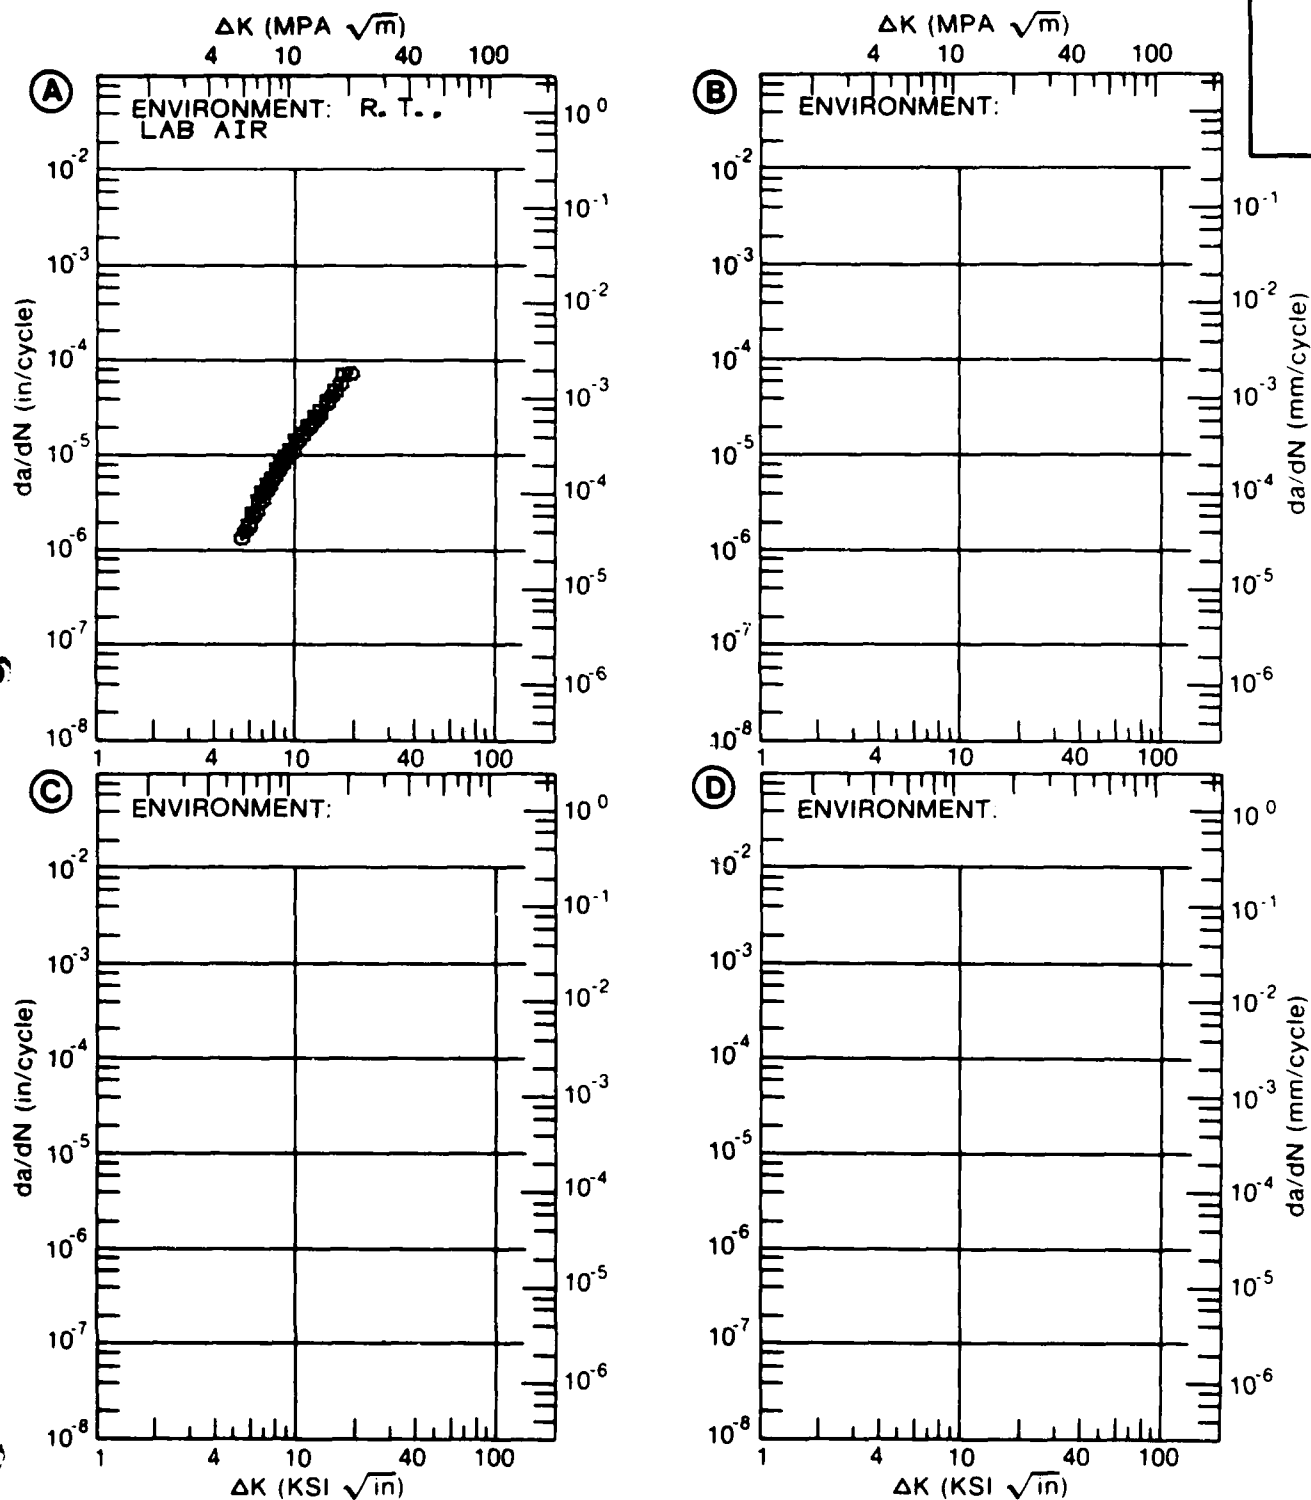 ΔK (MPA √m)
4 10 40 100
A
ENVIRONMENT: R.T.,
LAB AIR
10⁰
10⁻¹
10⁻²
10⁻³
10⁻⁴
10⁻⁵
10⁻⁶
10⁻²
10⁻³
10⁻⁴
10⁻⁵
10⁻⁶
10⁻⁷
10⁻⁸
da/dN (in/cycle)
1 4 10 40 100
ΔK (MPA √m)
4 10 40 100
B
ENVIRONMENT:
10⁻²
10⁻³
10⁻⁴
10⁻⁵
10⁻⁶
10⁻⁷
10⁻⁸
10⁻¹
10⁻²
10⁻³
10⁻⁴
10⁻⁵
10⁻⁶
da/dN (mm/cycle)
1 4 10 40 100
C
ENVIRONMENT:
10⁻²
10⁻³
10⁻⁴
10⁻⁵
10⁻⁶
10⁻⁷
10⁻⁸
da/dN (in/cycle)
10⁰
10⁻¹
10⁻²
10⁻³
10⁻⁴
10⁻⁵
10⁻⁶
1 4 10 40 100
ΔK (KSI √in)
D
ENVIRONMENT:
10⁻²
10⁻³
10⁻⁴
10⁻⁵
10⁻⁶
10⁻⁷
10⁻⁸
10⁰
10⁻¹
10⁻²
10⁻³
10⁻⁴
10⁻⁵
10⁻⁶
da/dN (mm/cycle)
1 4 10 40 100
ΔK (KSI √in)